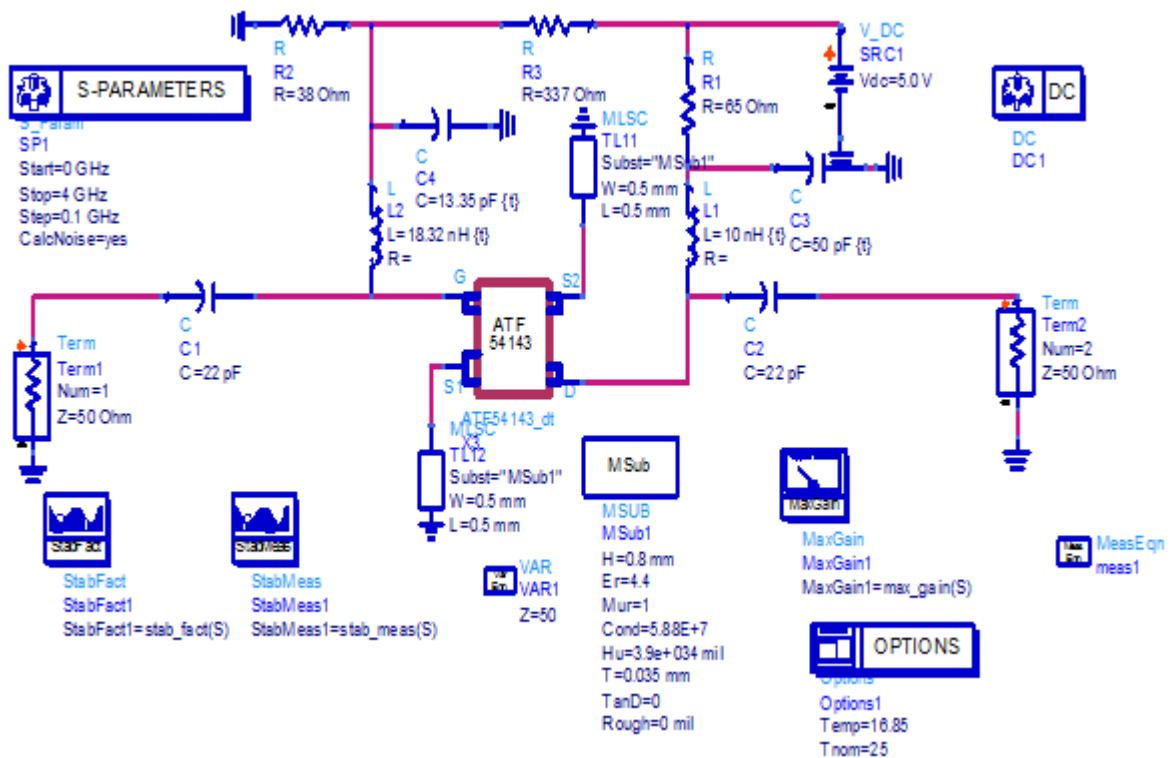 R
R2
R=38 Ohm
R
R3
R=337 Ohm
R
R1
R=65 Ohm
V_DC
SRC1
Vdc=5.0 V
S-PARAMETERS
S_Param
SP1
Start=0 GHz
Stop=4 GHz
Step=0.1 GHz
CalcNoise=yes
DC
DC
DC1
C
C4
C=13.35 pF {t}
MLSC
TL11
Subst="MSub1"
W=0.5 mm
L=0.5 mm
C
C3
C=50 pF {t}
L
L2
L=18.32 nH {t}
R=
L
L1
L=10 nH {t}
R=
G
S2
S1
D
ATF
54143
ATF54143_dt
X3
C
C1
C=22 pF
C
C2
C=22 pF
Term
Term1
Num=1
Z=50 Ohm
Term
Term2
Num=2
Z=50 Ohm
MLSC
TL12
Subst="MSub1"
W=0.5 mm
L=0.5 mm
StabFact
StabFact
StabFact1
StabFact1=stab_fact(S)
StabMeas
StabMeas
StabMeas1
StabMeas1=stab_meas(S)
Var
Eqn
VAR
VAR1
Z=50
MSub
MSUB
MSub1
H=0.8 mm
Er=4.4
Mur=1
Cond=5.88E+7
Hu=3.9e+034 mil
T=0.035 mm
TanD=0
Rough=0 mil
MaxGain
MaxGain
MaxGain1
MaxGain1=max_gain(S)
Meas
Eqn
MeasEqn
meas1
OPTIONS
Options
Options1
Temp=16.85
Tnom=25